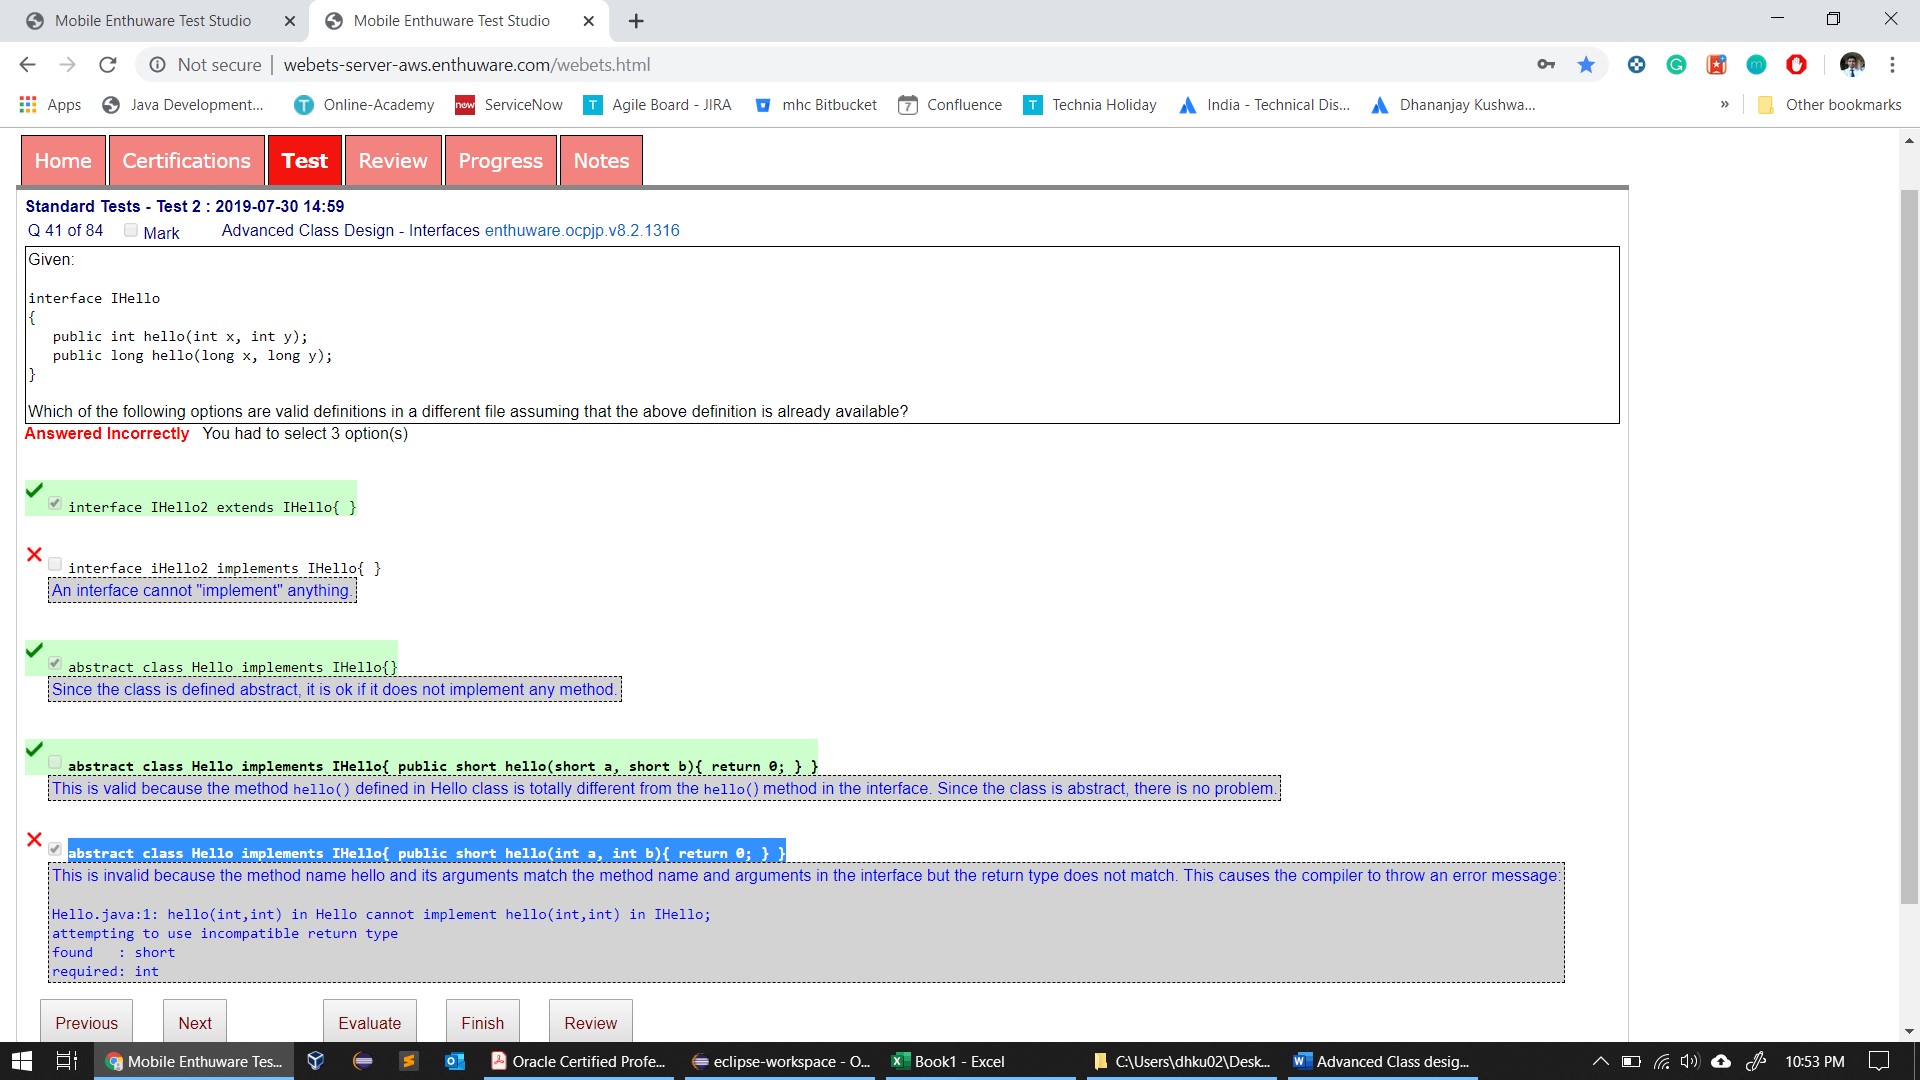 Mobile Enthuware Test Studio
Mobile Enthuware Test Studio
Not secure | webets-server-aws.enthuware.com/webets.html
Apps Java Development... Online-Academy ServiceNow Agile Board - JIRA mhc Bitbucket 7 Confluence Technia Holiday India - Technical Dis... Dhananjay Kushwa... » Other bookmarks
Home Certifications Test Review Progress Notes
Standard Tests - Test 2 : 2019-07-30 14:59
Q 41 of 84 Mark Advanced Class Design - Interfaces enthuware.ocpjp.v8.2.1316
Given:
interface IHello
{
public int hello(int x, int y);
public long hello(long x, long y);
}
Which of the following options are valid definitions in a different file assuming that the above definition is already available?
Answered Incorrectly You had to select 3 option(s)
interface IHello2 extends IHello{ }
interface iHello2 implements IHello{ }
An interface cannot "implement" anything.
abstract class Hello implements IHello{}
Since the class is defined abstract, it is ok if it does not implement any method.
abstract class Hello implements IHello{ public short hello(short a, short b){ return 0; } }
This is valid because the method hello() defined in Hello class is totally different from the hello() method in the interface. Since the class is abstract, there is no problem.
abstract class Hello implements IHello{ public short hello(int a, int b){ return 0; } }
This is invalid because the method name hello and its arguments match the method name and arguments in the interface but the return type does not match. This causes the compiler to throw an error message:
Hello.java:1: hello(int,int) in Hello cannot implement hello(int,int) in IHello;
attempting to use incompatible return type
found : short
required: int
Previous Next Evaluate Finish Review
Mobile Enthuware Tes... Oracle Certified Profe... eclipse-workspace - O... Book1 - Excel C:\Users\dhku02\Desk... Advanced Class desig... 10:53 PM